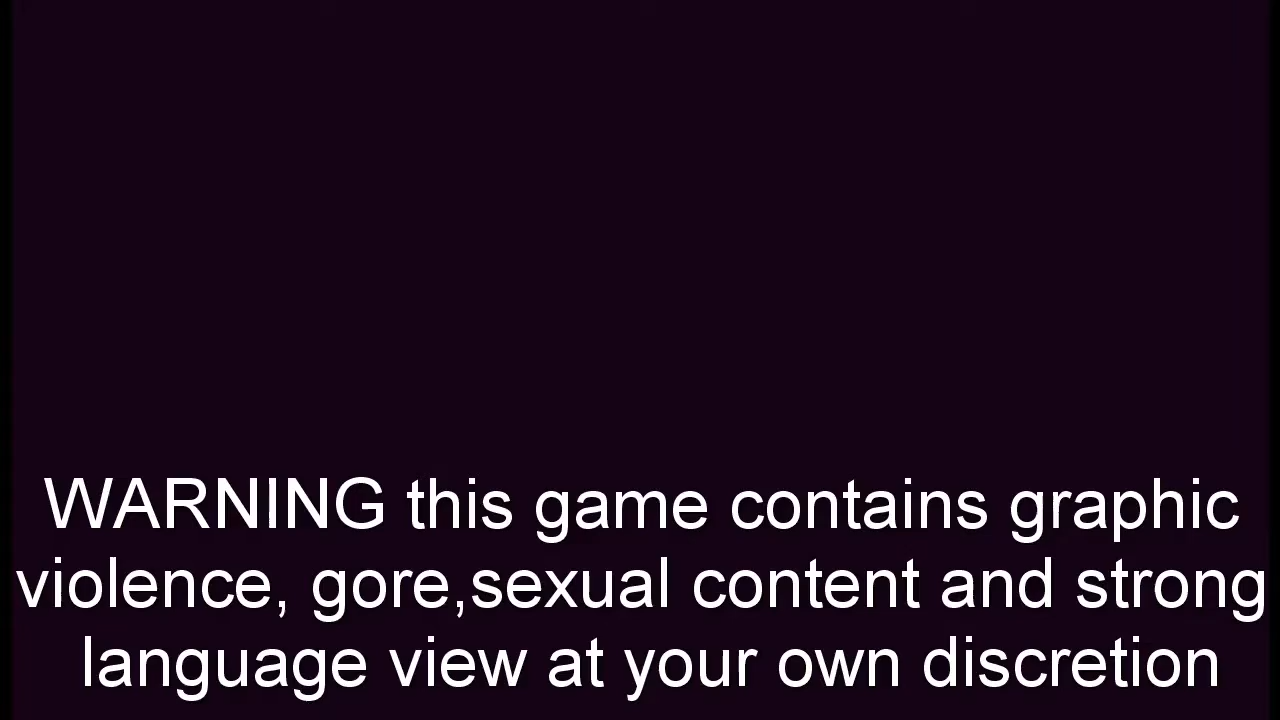 WARNING this game contains graphic
violence, gore,sexual content and strong
language view at your own discretion